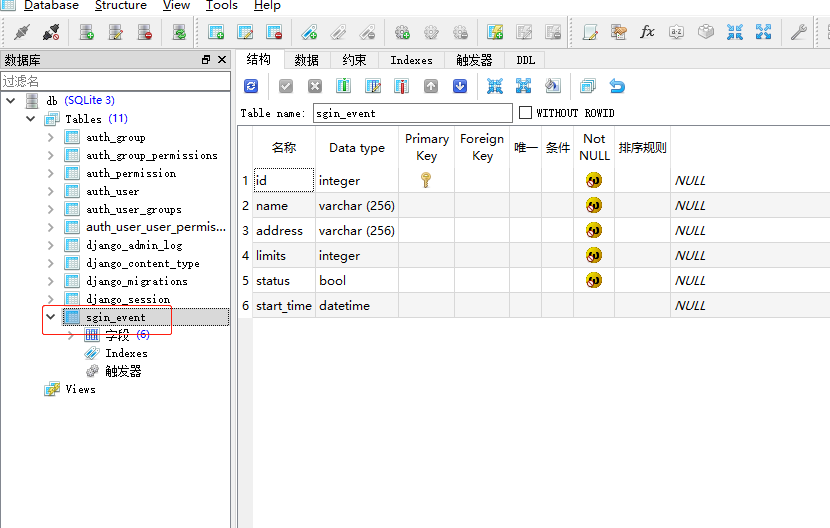 Database Structure View Tools Help
数据库
过滤名
db (SQLite 3)
Tables (11)
auth_group
auth_group_permissions
auth_permission
auth_user
auth_user_groups
auth_user_user_permis...
django_admin_log
django_content_type
django_migrations
django_session
sgin_event
字段 (6)
Indexes
触发器
Views
结构 数据 约束 Indexes 触发器 DDL
Table name: sgin_event WITHOUT ROWID
名称 Data type Primary Key Foreign Key 唯一 条件 Not NULL 排序规则
1 id integer NULL
2 name varchar (256) NULL
3 address varchar (256) NULL
4 limits integer NULL
5 status bool NULL
6 start_time datetime NULL